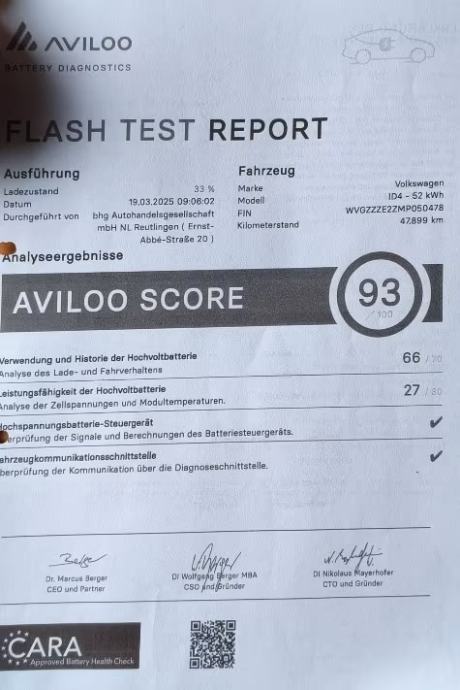 AVILOO
BATTERY DIAGNOSTICS
FLASH TEST REPORT
Ausführung
Ladezustand 33 %
Datum 19.03.2025 09:06:02
Durchgeführt von bhg Autohandelsgesellschaft
mbH NL Reutlingen ( Ernst-
Abbé-Straße 20 )
Fahrzeug
Marke Volkswagen
Modell ID4 - 52 kWh
FIN WVGZZZE2ZMP050478
Kilometerstand 47.899 km
Analyseergebnisse
AVILOO SCORE 93
/ 100
Verwendung und Historie der Hochvoltbatterie 66 / 70
Analyse des Lade- und Fahrverhaltens
Leistungsfähigkeit der Hochvoltbatterie 27 / 30
Analyse der Zellspannungen und Modultemperaturen.
Hochspannungsbatterie-Steuergerät ✔
erprüfung der Signale und Berechnungen des Batteriesteuergeräts.
ahrzeugkommunikationsschnittstelle ✔
berprüfung der Kommunikation über die Diagnoseschnittstelle.
Dr. Marcus Berger
CEO und Partner
DI Wolfgang Berger MBA
CSO und Gründer
DI Nikolaus Mayerhofer
CTO und Gründer
CARA
Approved Battery Health Check